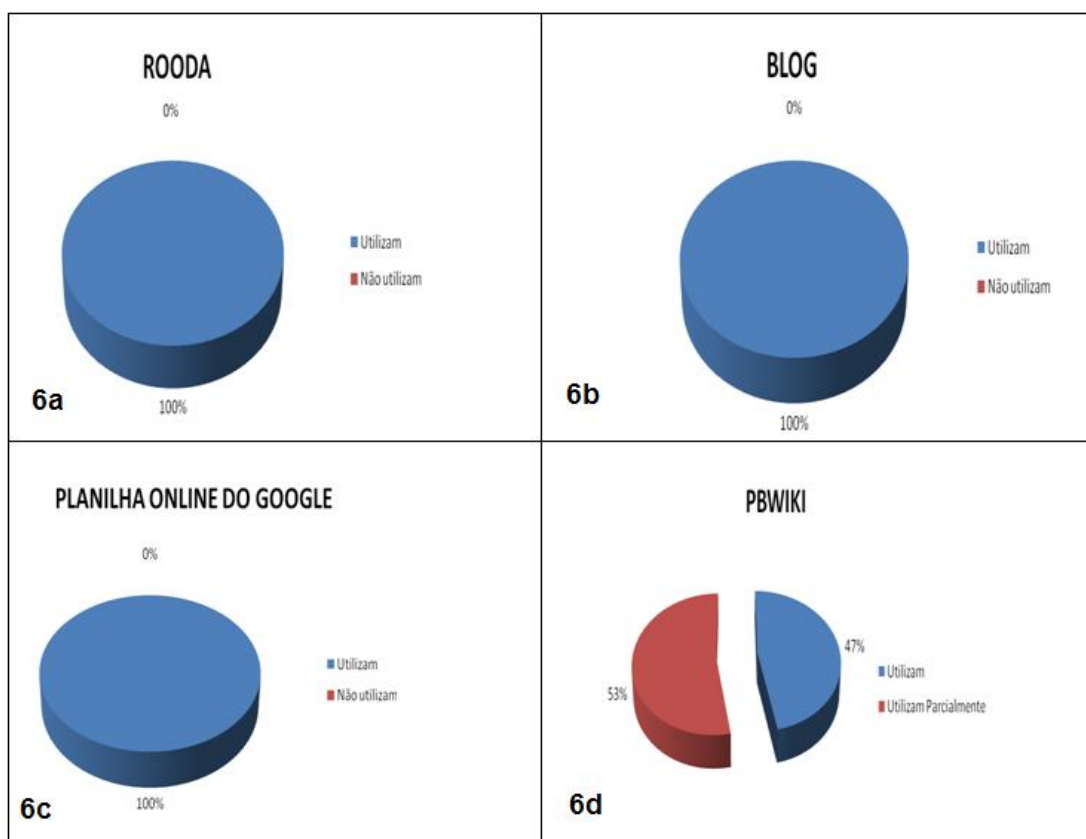 ROODA
0%
Utilizam
Não utilizam
6a
100%
BLOG
0%
Utilizam
Não utilizam
6b
100%
PLANILHA ONLINE DO GOOGLE
0%
Utilizam
Não utilizam
6c
100%
PBWIKI
47%
Utilizam
53%
Utilizam Parcialmente
6d